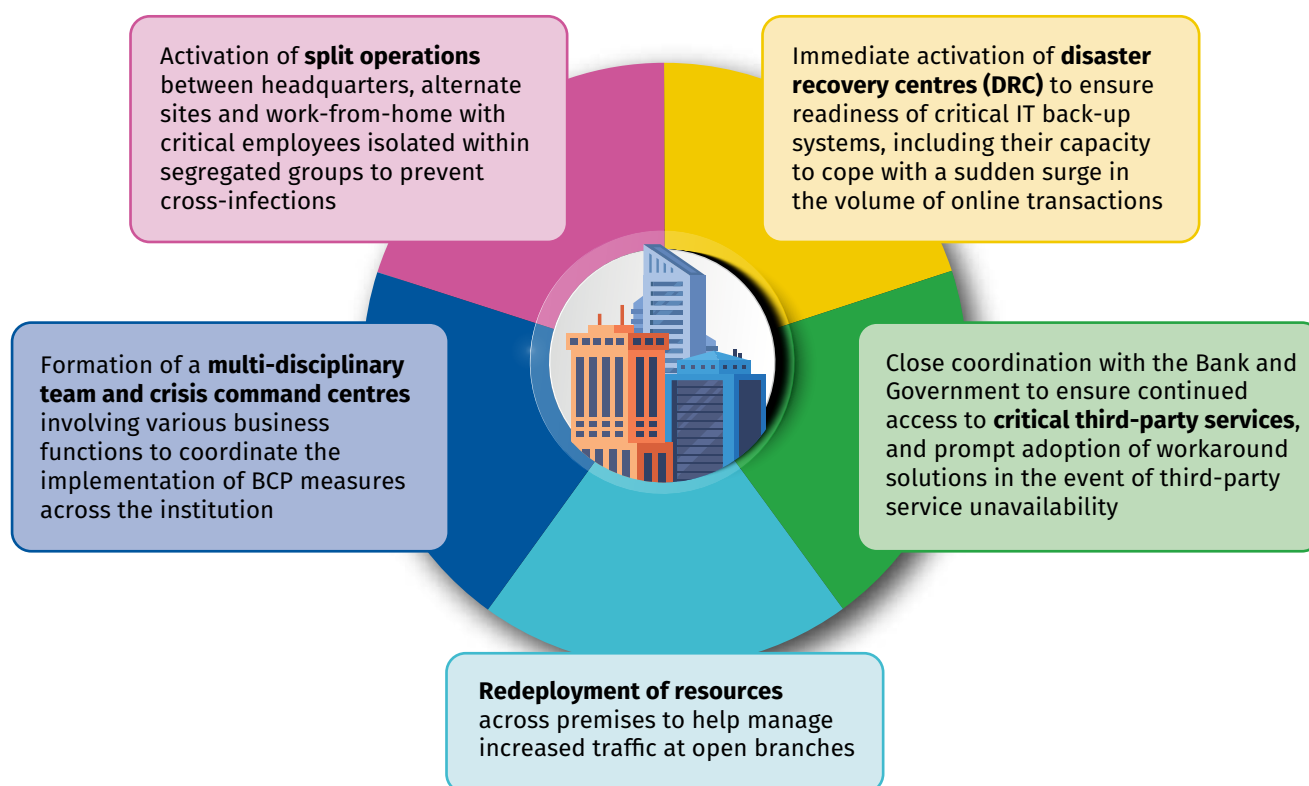 Activation of split operations
between headquarters, alternate
sites and work-from-home with
critical employees isolated within
segregated groups to prevent
cross-infections
Immediate activation of disaster
recovery centres (DRC) to ensure
readiness of critical IT back-up
systems, including their capacity
to cope with a sudden surge in
the volume of online transactions
Formation of a multi-disciplinary
team and crisis command centres
involving various business
functions to coordinate the
implementation of BCP measures
across the institution
Close coordination with the Bank and
Government to ensure continued
access to critical third-party services,
and prompt adoption of workaround
solutions in the event of third-party
service unavailability
Redeployment of resources
across premises to help manage
increased traffic at open branches